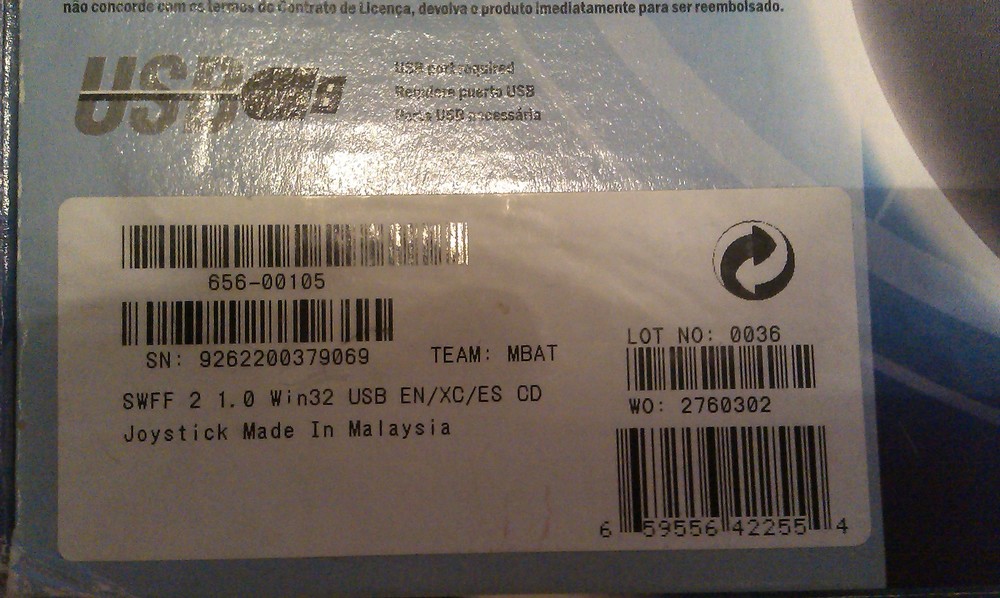 não concorde com os termos do Contrato de Licença, devolva o produto imediatamente para ser reembolsado.
USB
USB port required
Requiere puerto USB
Porta USB necessária
656-00105
SN: 9262200379069
TEAM: MBAT
SWFF 2 1.0 Win32 USB EN/XC/ES CD
Joystick Made In Malaysia
LOT NO: 0036
WO: 2760302
6 59556 42255 4